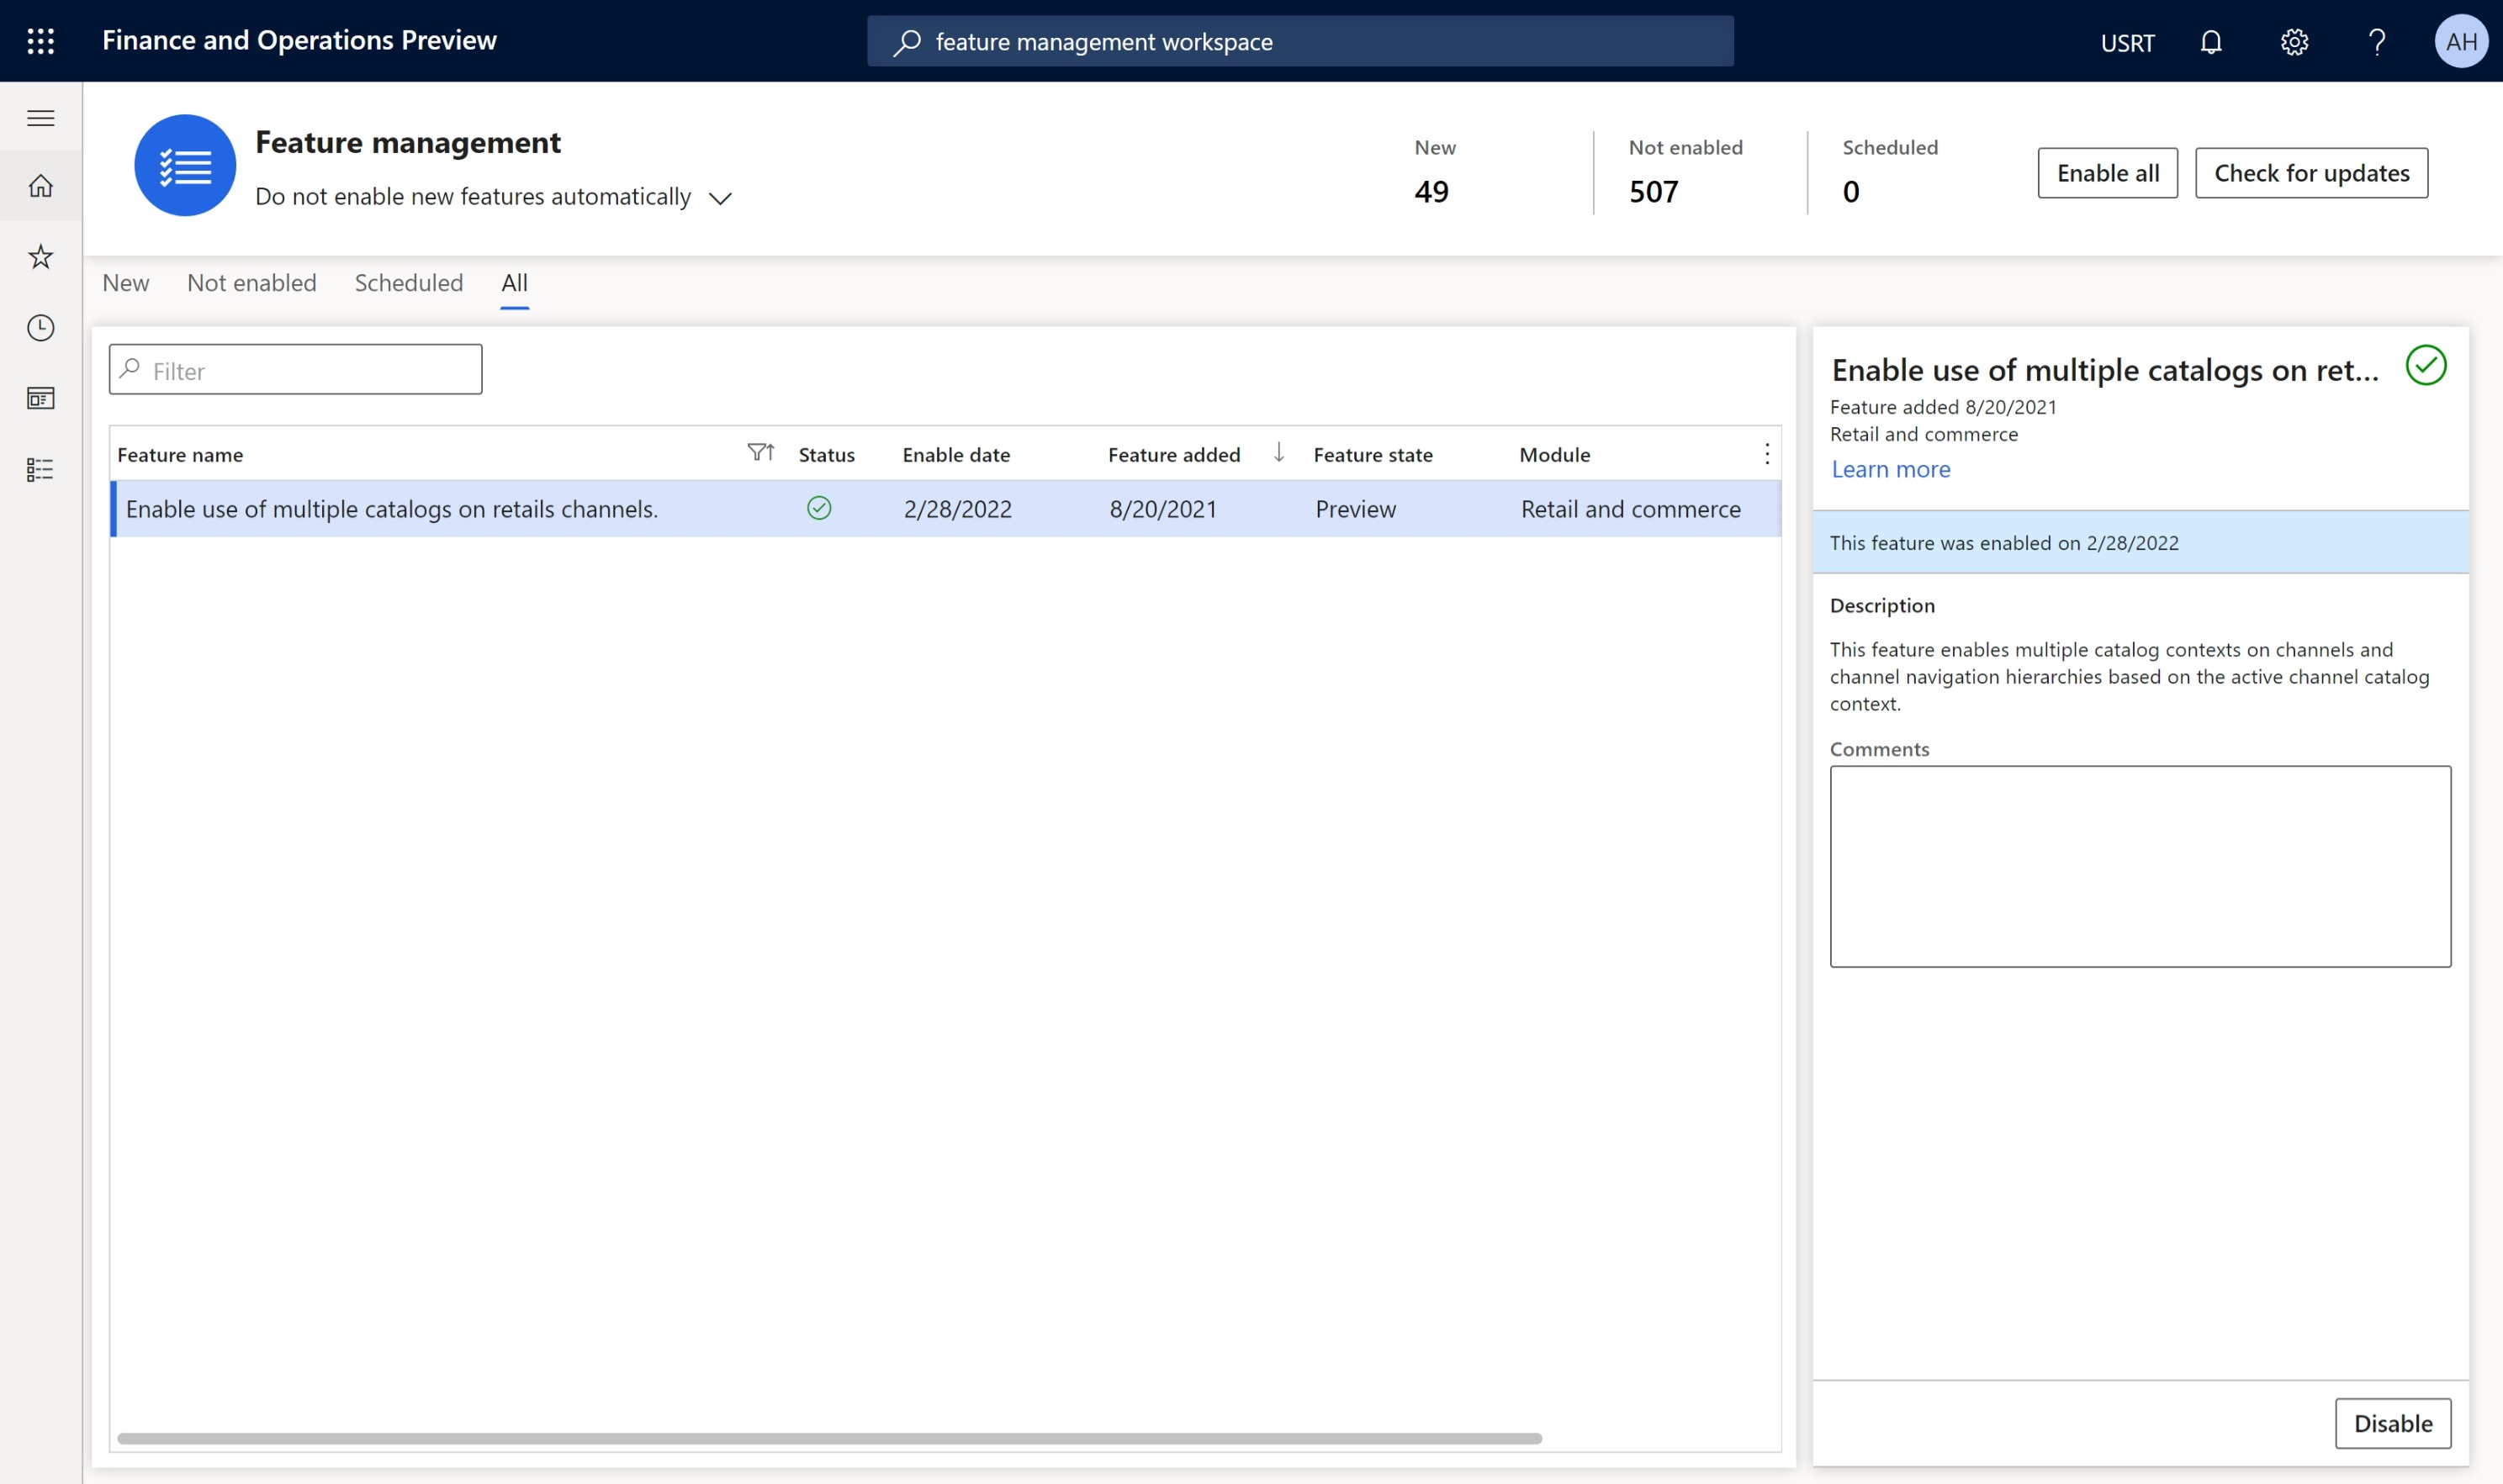 Finance and Operations Preview
feature management workspace
USRT
AH
Feature management
Do not enable new features automatically
New
49
Not enabled
507
Scheduled
0
Enable all
Check for updates
New Not enabled Scheduled All
Filter
Feature name Status Enable date Feature added Feature state Module
Enable use of multiple catalogs on retails channels. 2/28/2022 8/20/2021 Preview Retail and commerce
Enable use of multiple catalogs on ret...
Feature added 8/20/2021
Retail and commerce
Learn more
This feature was enabled on 2/28/2022
Description
This feature enables multiple catalog contexts on channels and
channel navigation hierarchies based on the active channel catalog
context.
Comments
Disable